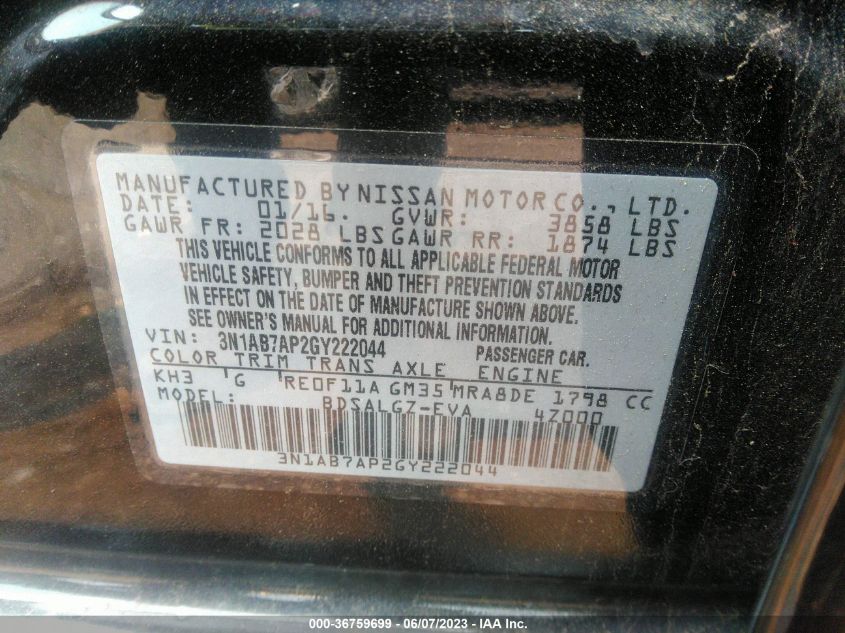 MANUFACTURED BY NISSAN MOTOR CO., LTD.
DATE: 01/16. GVWR: 3858 LBS
GAWR FR: 2028 LBS GAWR RR: 1874 LBS
THIS VEHICLE CONFORMS TO ALL APPLICABLE FEDERAL MOTOR
VEHICLE SAFETY, BUMPER AND THEFT PREVENTION STANDARDS
IN EFFECT ON THE DATE OF MANUFACTURE SHOWN ABOVE.
SEE OWNER'S MANUAL FOR ADDITIONAL INFORMATION.
VIN: 3N1AB7AP2GY222044 PASSENGER CAR.
COLOR TRIM TRANS AXLE ENGINE
KH3 G RE0F11A GM35 MRA8DE 1798 CC
MODEL: BDSALGZ-EVA 4Z000
3N1AB7AP2GY222044
000-36759699 - 06/07/2023 - IAA Inc.